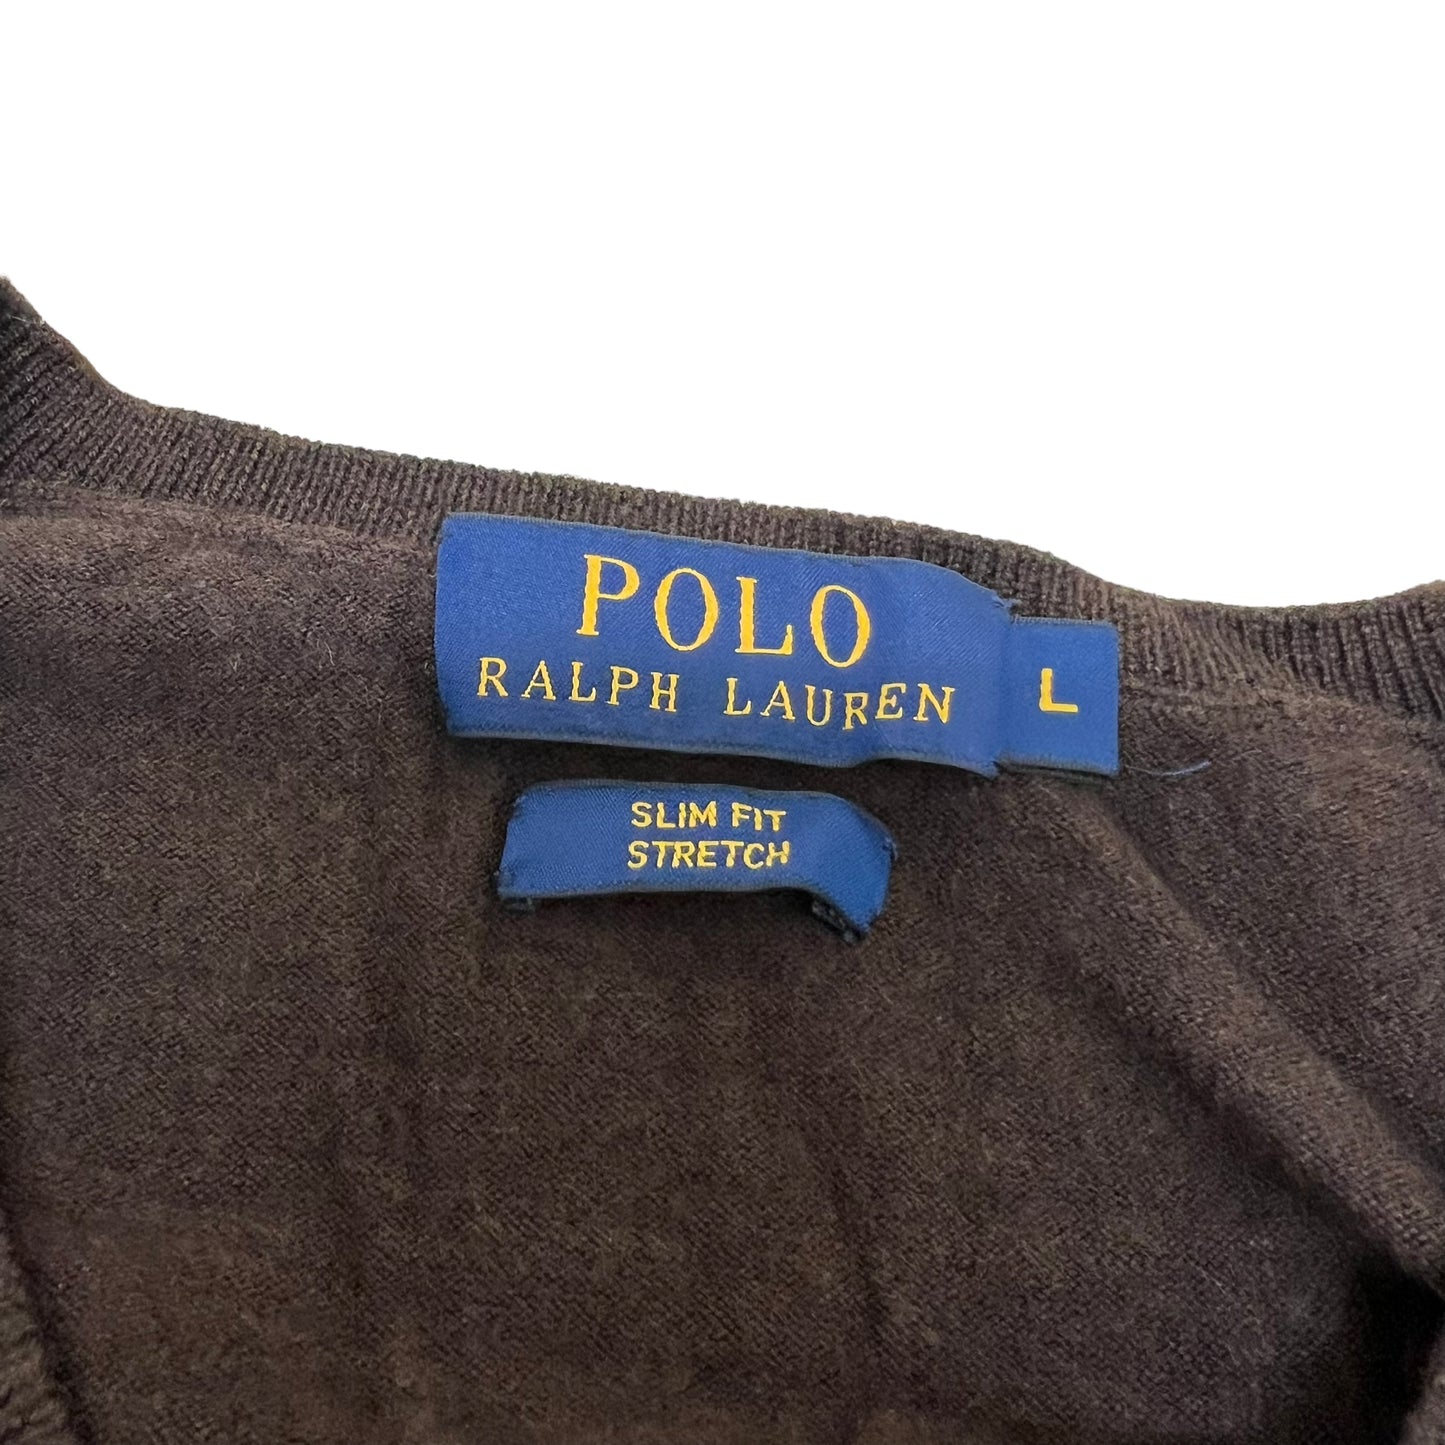 POLO
RALPH LAUREN
L
SLIM FIT
STRETCH